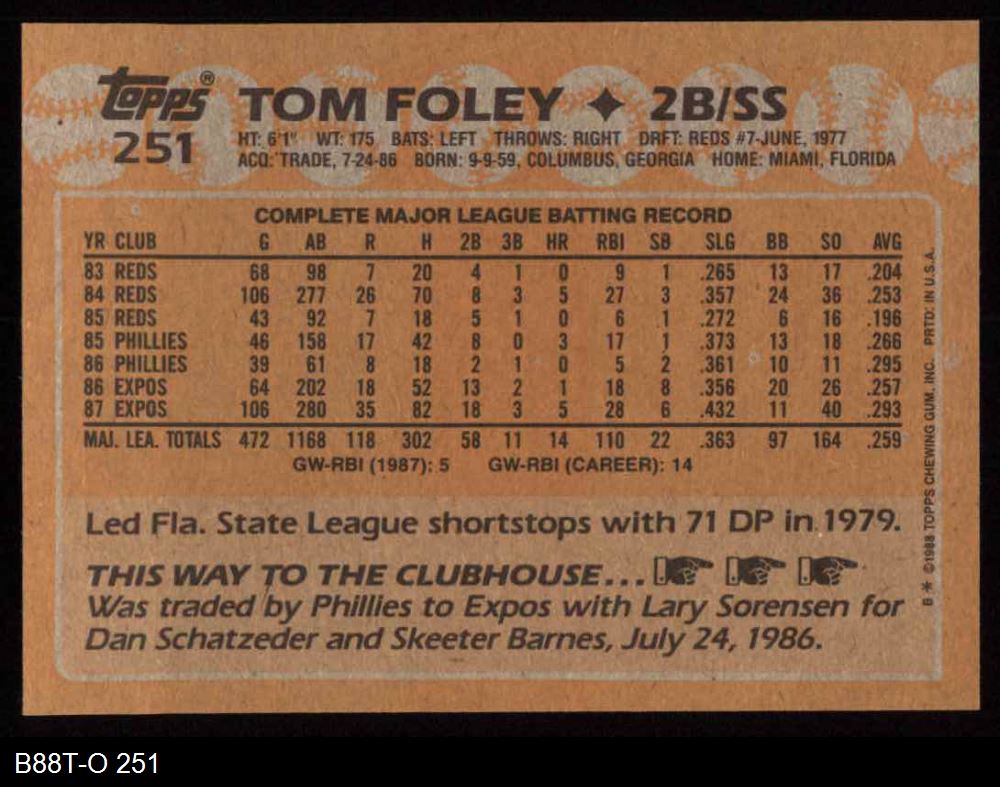 Topps®
251
TOM FOLEY ✦ 2B/SS
HT: 6'1" WT: 175 BATS: LEFT THROWS: RIGHT DRFT: REDS #7-JUNE, 1977
ACQ: TRADE, 7-24-86 BORN: 9-9-59, COLUMBUS, GEORGIA HOME: MIAMI, FLORIDA
COMPLETE MAJOR LEAGUE BATTING RECORD
YR CLUB G AB R H 2B 3B HR RBI SB SLG BB SO AVG
83 REDS 68 98 7 20 4 1 0 9 1 .265 13 17 .204
84 REDS 106 277 26 70 8 3 5 27 3 .357 24 36 .253
85 REDS 43 92 7 18 5 1 0 6 1 .272 6 16 .196
85 PHILLIES 46 158 17 42 8 0 3 17 1 .373 13 18 .266
86 PHILLIES 39 61 8 18 2 1 0 5 2 .361 10 11 .295
86 EXPOS 64 202 18 52 13 2 1 18 8 .356 20 26 .257
87 EXPOS 106 280 35 82 18 3 5 28 6 .432 11 40 .293
MAJ. LEA. TOTALS 472 1168 118 302 58 11 14 110 22 .363 97 164 .259
GW-RBI (1987): 5 GW-RBI (CAREER): 14
Led Fla. State League shortstops with 71 DP in 1979.
THIS WAY TO THE CLUBHOUSE...
Was traded by Phillies to Expos with Lary Sorensen for
Dan Schatzeder and Skeeter Barnes, July 24, 1986.
B * ©1988 TOPPS CHEWING GUM, INC. PRTD. IN U.S.A.
B88T-O 251